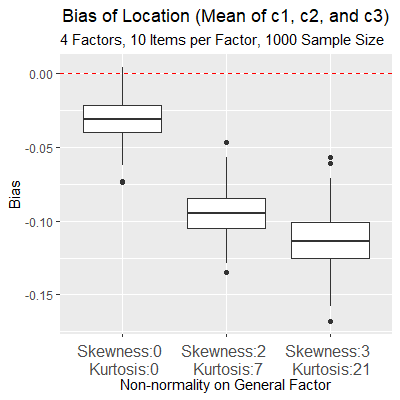 Bias of Location (Mean of c1, c2, and c3)
4 Factors, 10 Items per Factor, 1000 Sample Size
0.00
-0.05
-0.10
-0.15
Bias
Skewness:0 Skewness:2 Skewness:3
Kurtosis:0 Kurtosis:7 Kurtosis:21
Non-normality on General Factor